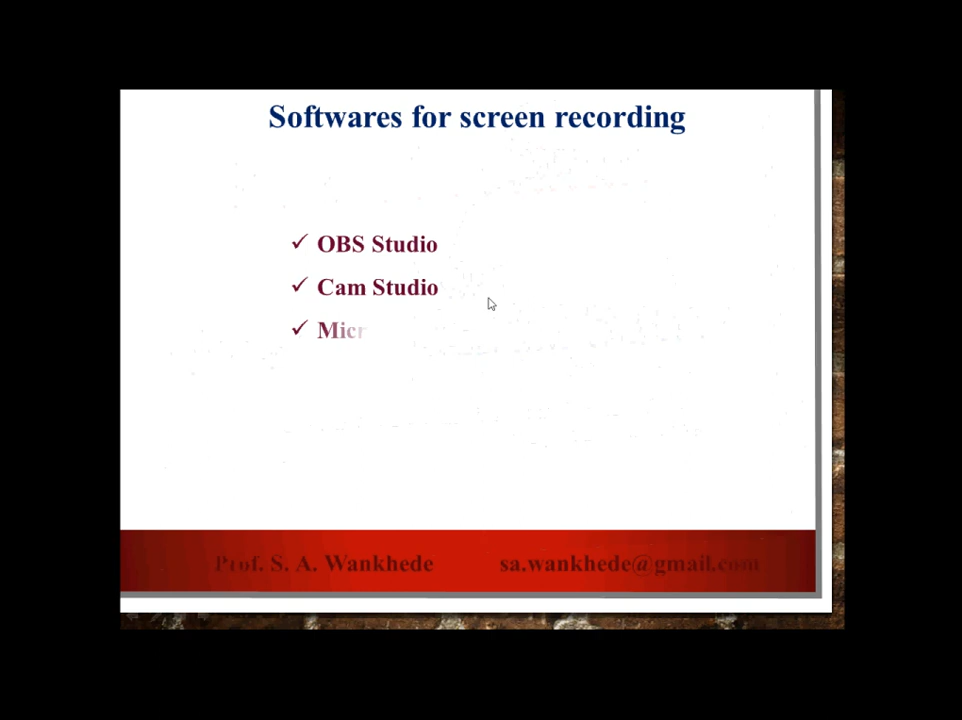 Softwares for screen recording
✓ OBS Studio
✓ Cam Studio
✓ Micr
Prof. S. A. Wankhede sa.wankhede@gmail.com